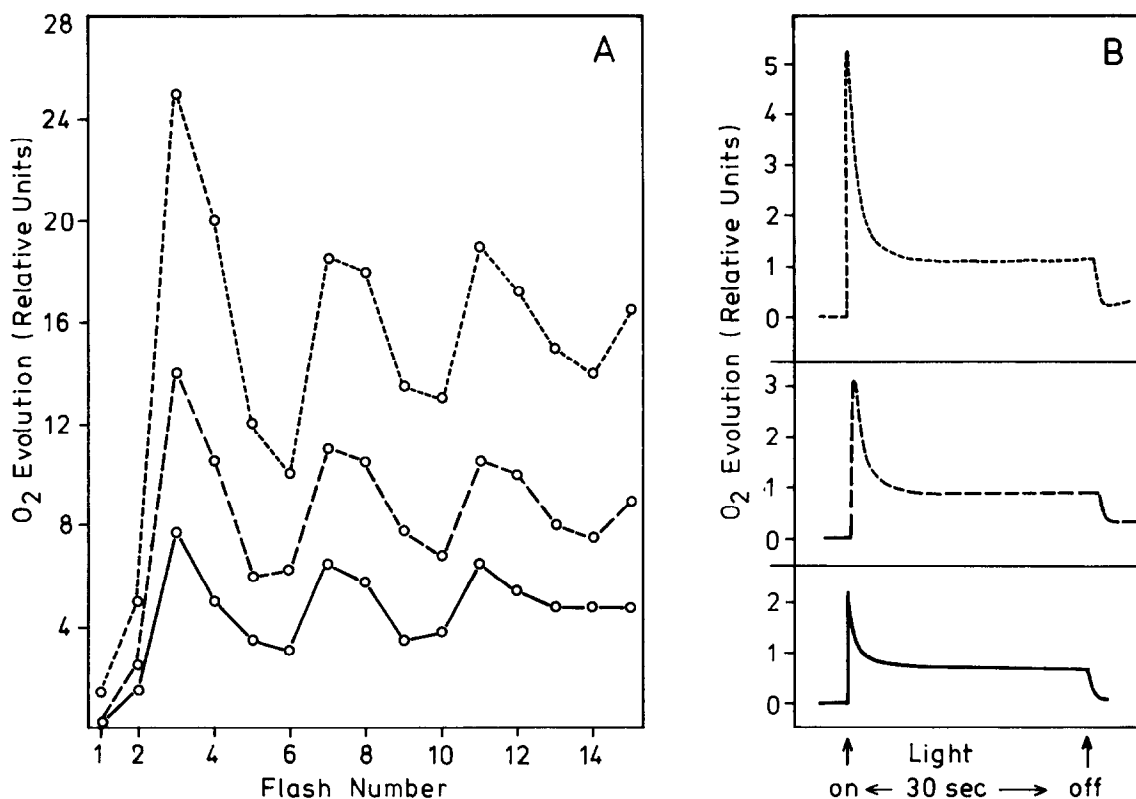 A
O2 Evolution (Relative Units)
28
24
20
16
12
8
4
1 2 4 6 8 10 12 14
Flash Number
B
O2 Evolution (Relative Units)
5
4
3
2
1
0
3
2
1
0
2
1
0
Light
on ← 30 sec → off